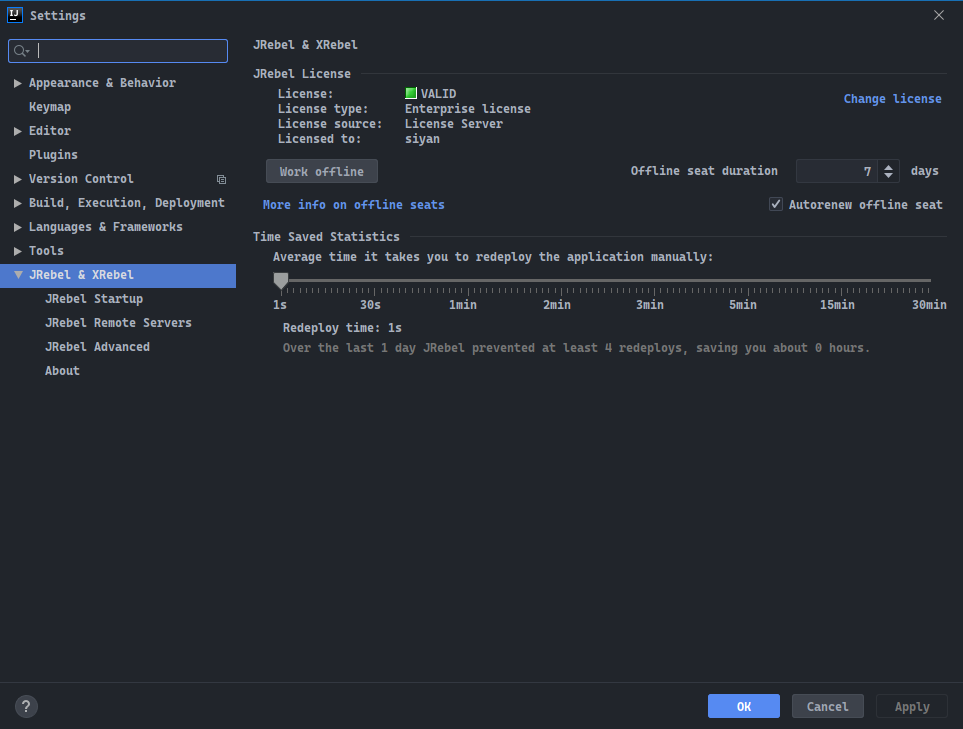 IJ Settings
Appearance & Behavior
Keymap
Editor
Plugins
Version Control
Build, Execution, Deployment
Languages & Frameworks
Tools
JRebel & XRebel
JRebel Startup
JRebel Remote Servers
JRebel Advanced
About
JRebel & XRebel
JRebel License
License: VALID
License type: Enterprise license
License source: License Server
Licensed to: siyan
Change license
Work offline
Offline seat duration 7 days
More info on offline seats
Autorenew offline seat
Time Saved Statistics
Average time it takes you to redeploy the application manually:
1s 30s 1min 2min 3min 5min 15min 30min
Redeploy time: 1s
Over the last 1 day JRebel prevented at least 4 redeploys, saving you about 0 hours.
? OK Cancel Apply